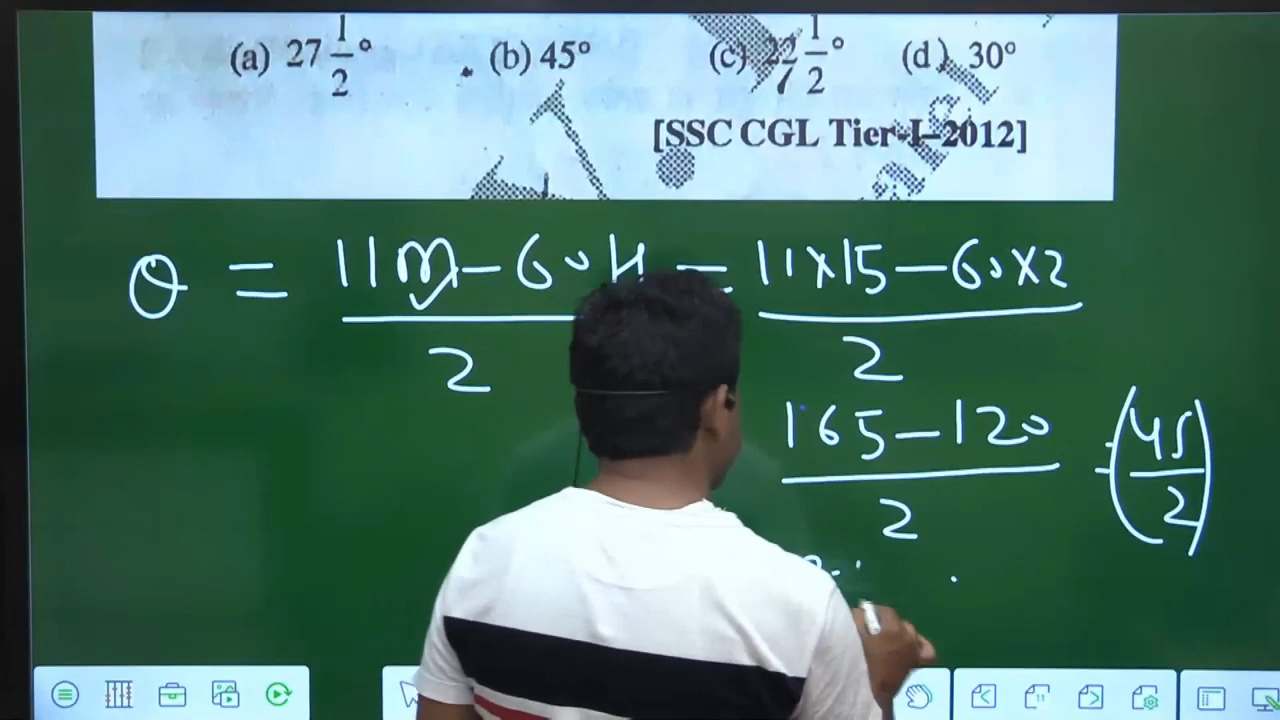 (a) 27 1/2° (b) 45° (c) 22 1/2° (d) 30°
[SSC CGL Tier-I-2012]
θ = 11M-60H/2 = 11×15-60×2/2
165-120/2 = (45/2)